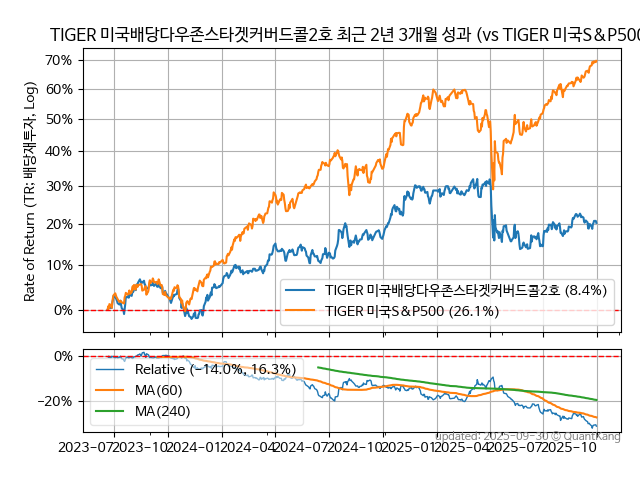 TIGER 미국배당다우존스타겟커버드콜2호 최근 2년 3개월 성과 (vs TIGER 미국S&P500
Rate of Return (TR: 배당재투자, Log)
70%
60%
50%
40%
30%
20%
10%
0%
TIGER 미국배당다우존스타겟커버드콜2호 (8.4%)
TIGER 미국S&P500 (26.1%)
0%
−20%
Relative (−14.0%, 16.3%)
MA(60)
MA(240)
2023-07 2023-10 2024-01 2024-04 2024-07 2024-10 2025-01 2025-04 2025-07 2025-10
updated: 2025-09-30 © QuantKang